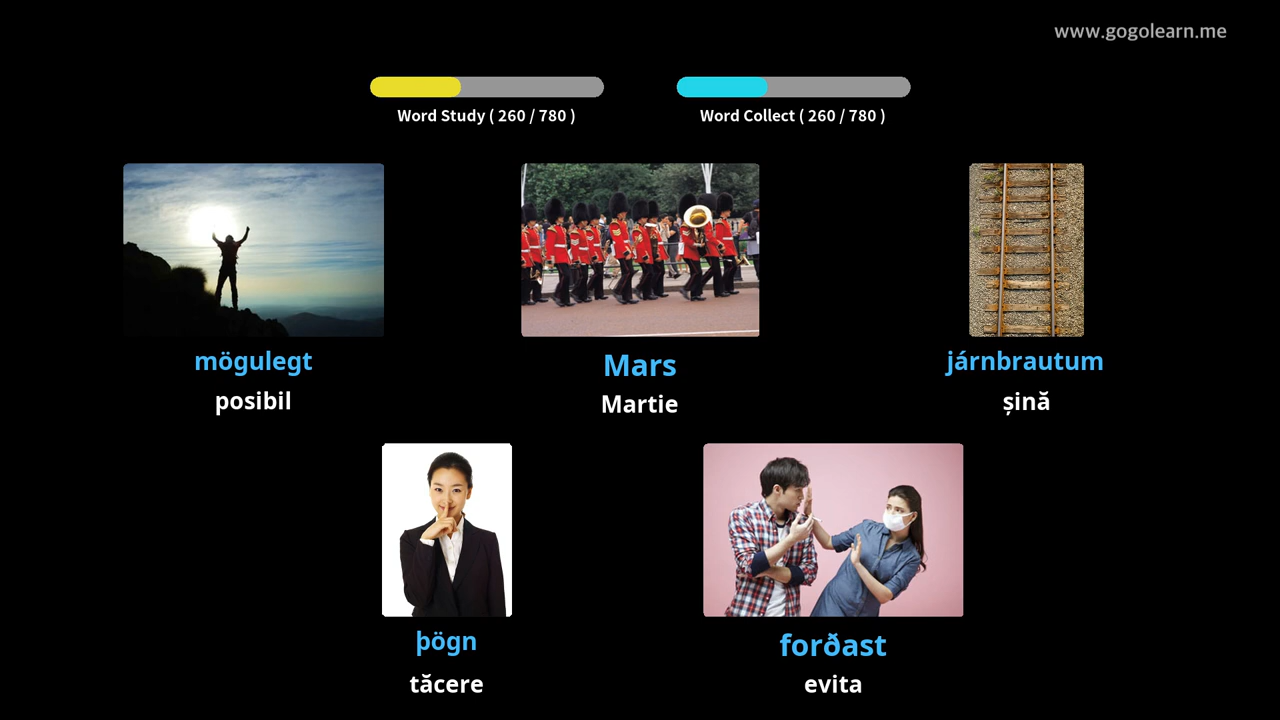 www.gogolearn.me
Word Study ( 260 / 780 )
Word Collect ( 260 / 780 )
mögulegt
posibil
Mars
Martie
járnbrautum
șină
þögn
tăcere
forðast
evita